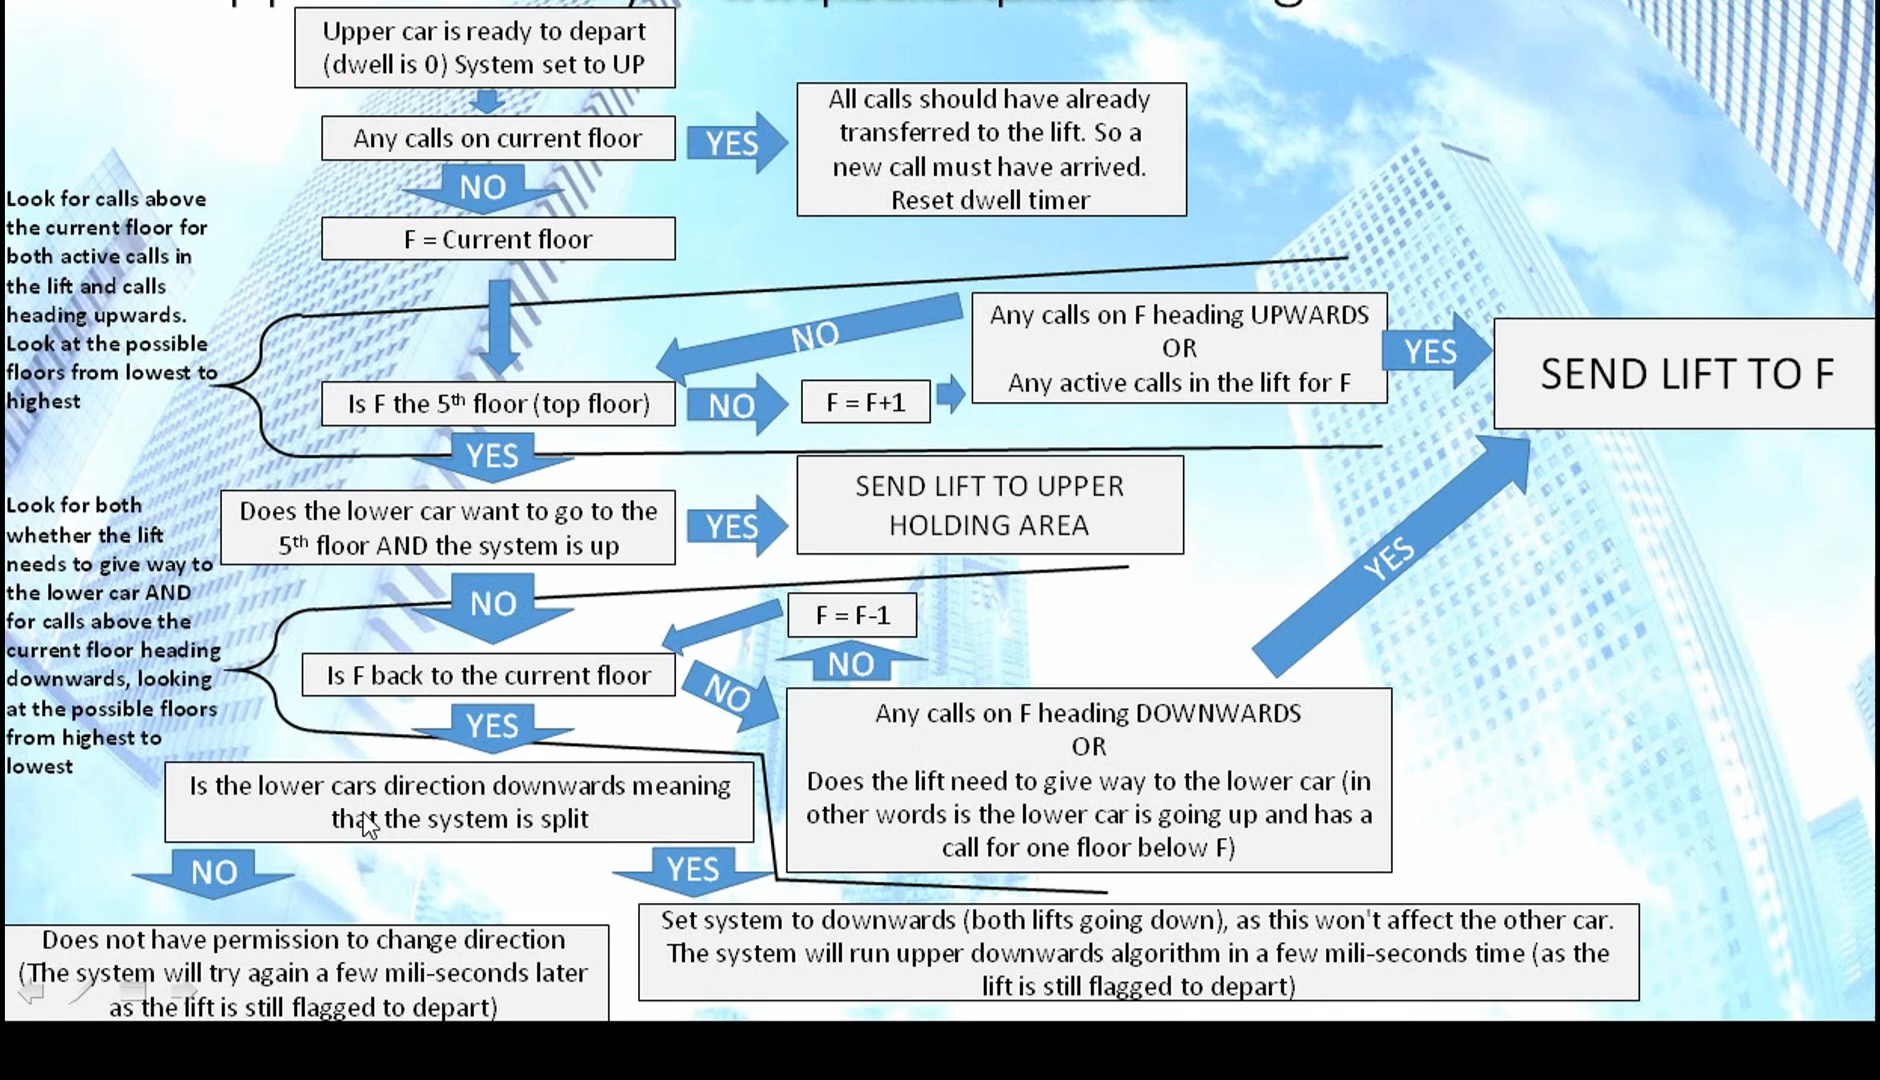 Upper car is ready to depart
(dwell is 0) System set to UP
Any calls on current floor
YES
All calls should have already
transferred to the lift. So a
new call must have arrived.
Reset dwell timer
NO
F = Current floor
Look for calls above
the current floor for
both active calls in
the lift and calls
heading upwards.
Look at the possible
floors from lowest to
highest
Is F the 5th floor (top floor)
NO
F = F+1
NO
Any calls on F heading UPWARDS
OR
Any active calls in the lift for F
YES
SEND LIFT TO F
YES
Does the lower car want to go to the
5th floor AND the system is up
YES
SEND LIFT TO UPPER
HOLDING AREA
NO
Look for both
whether the lift
needs to give way to
the lower car AND
for calls above the
current floor heading
downwards, looking
at the possible floors
from highest to
lowest
Is F back to the current floor
NO
F = F-1
NO
Any calls on F heading DOWNWARDS
OR
Does the lift need to give way to the lower car (in
other words is the lower car is going up and has a
call for one floor below F)
YES
YES
Is the lower cars direction downwards meaning
that the system is split
NO
YES
Does not have permission to change direction
(The system will try again a few mili-seconds later
as the lift is still flagged to depart)
Set system to downwards (both lifts going down), as this won't affect the other car.
The system will run upper downwards algorithm in a few mili-seconds time (as the
lift is still flagged to depart)